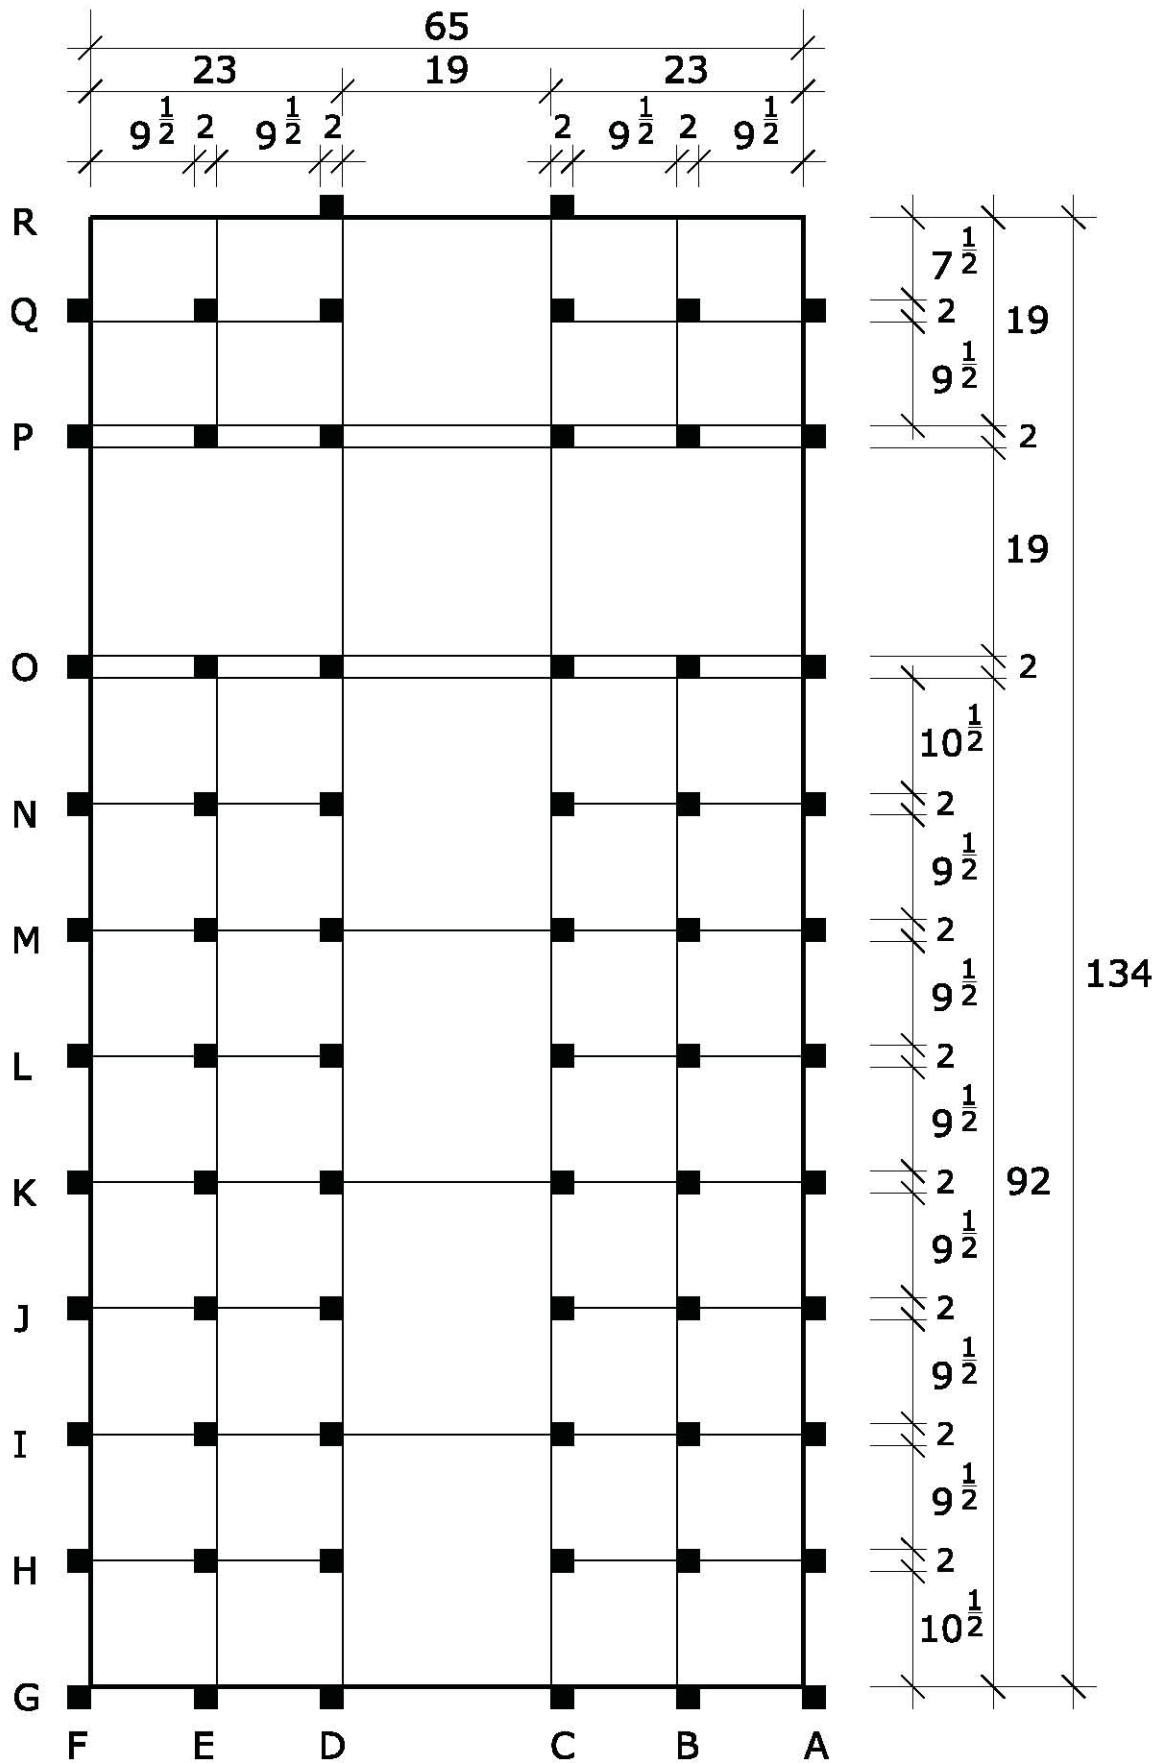 65
23 19 23
9 1/2 2 9 1/2 2 2 9 1/2 2 9 1/2
R
7 1/2
Q 2 19
9 1/2
P 2
19
O 2
10 1/2
N 2
9 1/2
M 2
9 1/2 134
L 2
9 1/2
K 2 92
9 1/2
J 2
9 1/2
I 2
9 1/2
H 2
10 1/2
G
F E D C B A